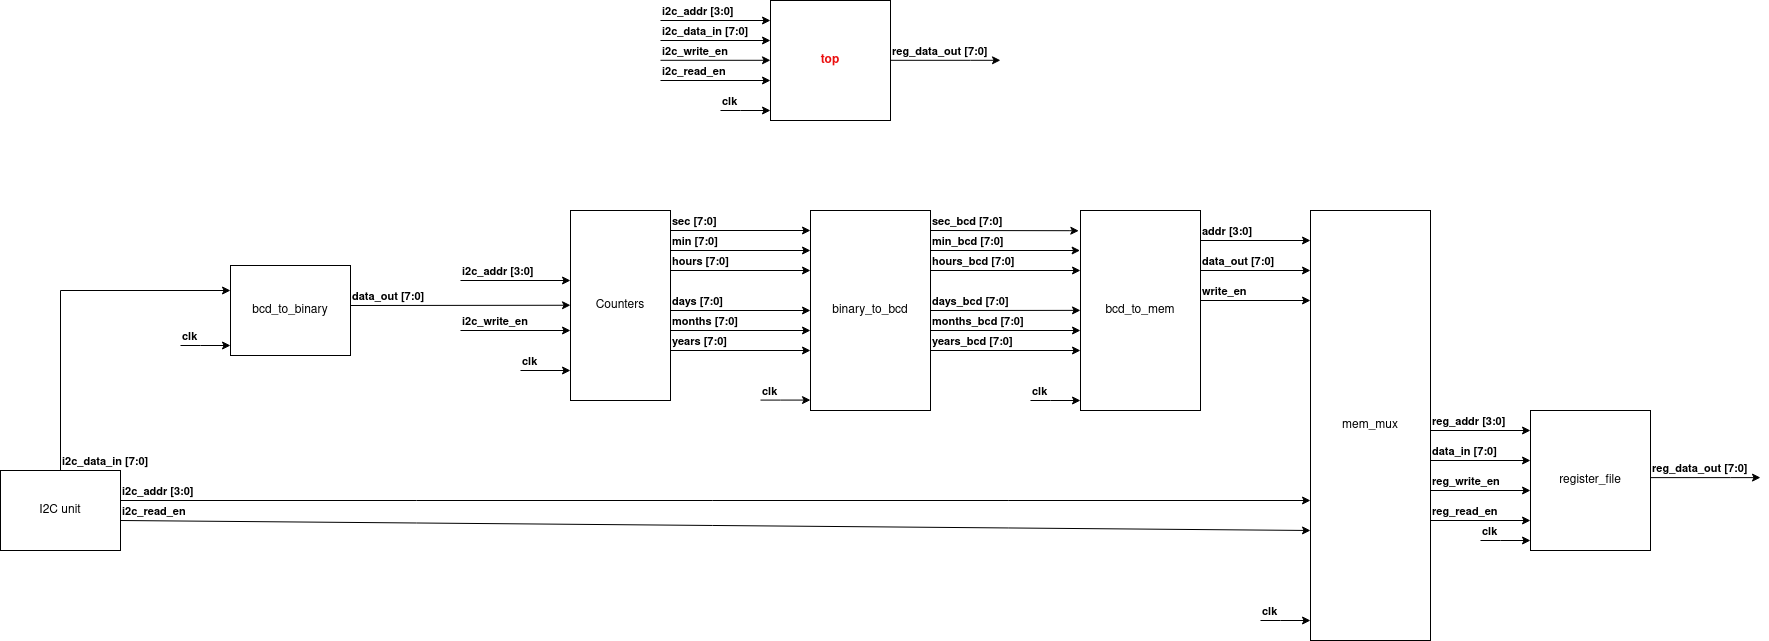 i2c_addr [3:0]
i2c_data_in [7:0]
i2c_write_en
i2c_read_en
clk
top
reg_data_out [7:0]
i2c_data_in [7:0]
I2C unit
i2c_addr [3:0]
i2c_read_en
clk
bcd_to_binary
data_out [7:0]
i2c_addr [3:0]
i2c_write_en
clk
Counters
sec [7:0]
min [7:0]
hours [7:0]
days [7:0]
months [7:0]
years [7:0]
clk
binary_to_bcd
sec_bcd [7:0]
min_bcd [7:0]
hours_bcd [7:0]
days_bcd [7:0]
months_bcd [7:0]
years_bcd [7:0]
clk
bcd_to_mem
addr [3:0]
data_out [7:0]
write_en
clk
mem_mux
reg_addr [3:0]
data_in [7:0]
reg_write_en
reg_read_en
clk
register_file
reg_data_out [7:0]